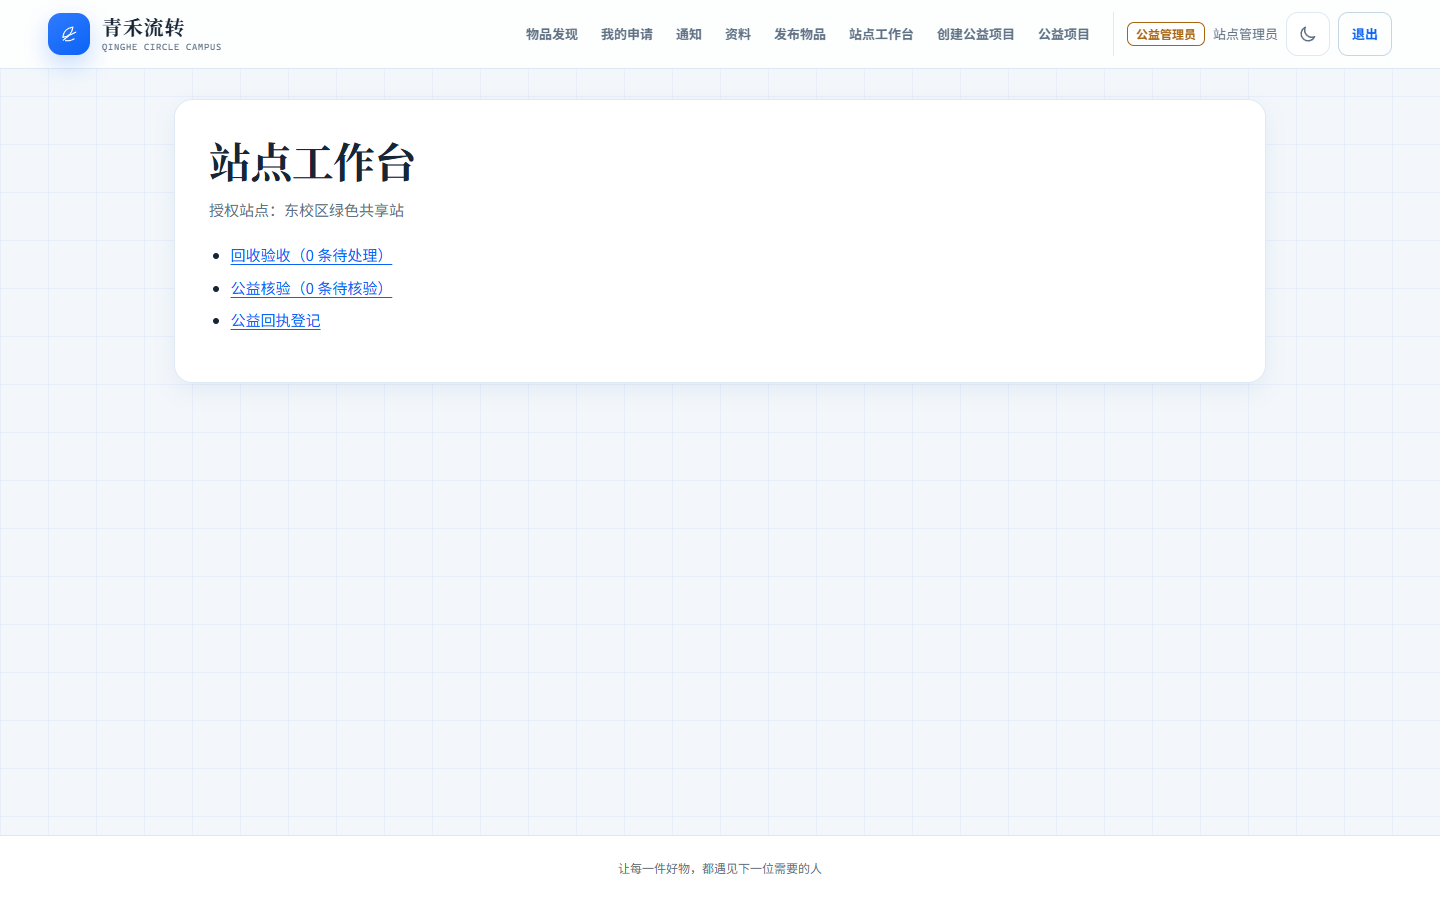 青禾流转
QINGHE CIRCLE CAMPUS
物品发现 我的申请 通知 资料 发布物品 站点工作台 创建公益项目 公益项目 公益管理员 站点管理员 退出
站点工作台
授权站点：东校区绿色共享站
回收验收（0 条待处理）
公益核验（0 条待核验）
公益回执登记
让每一件好物，都遇见下一位需要的人